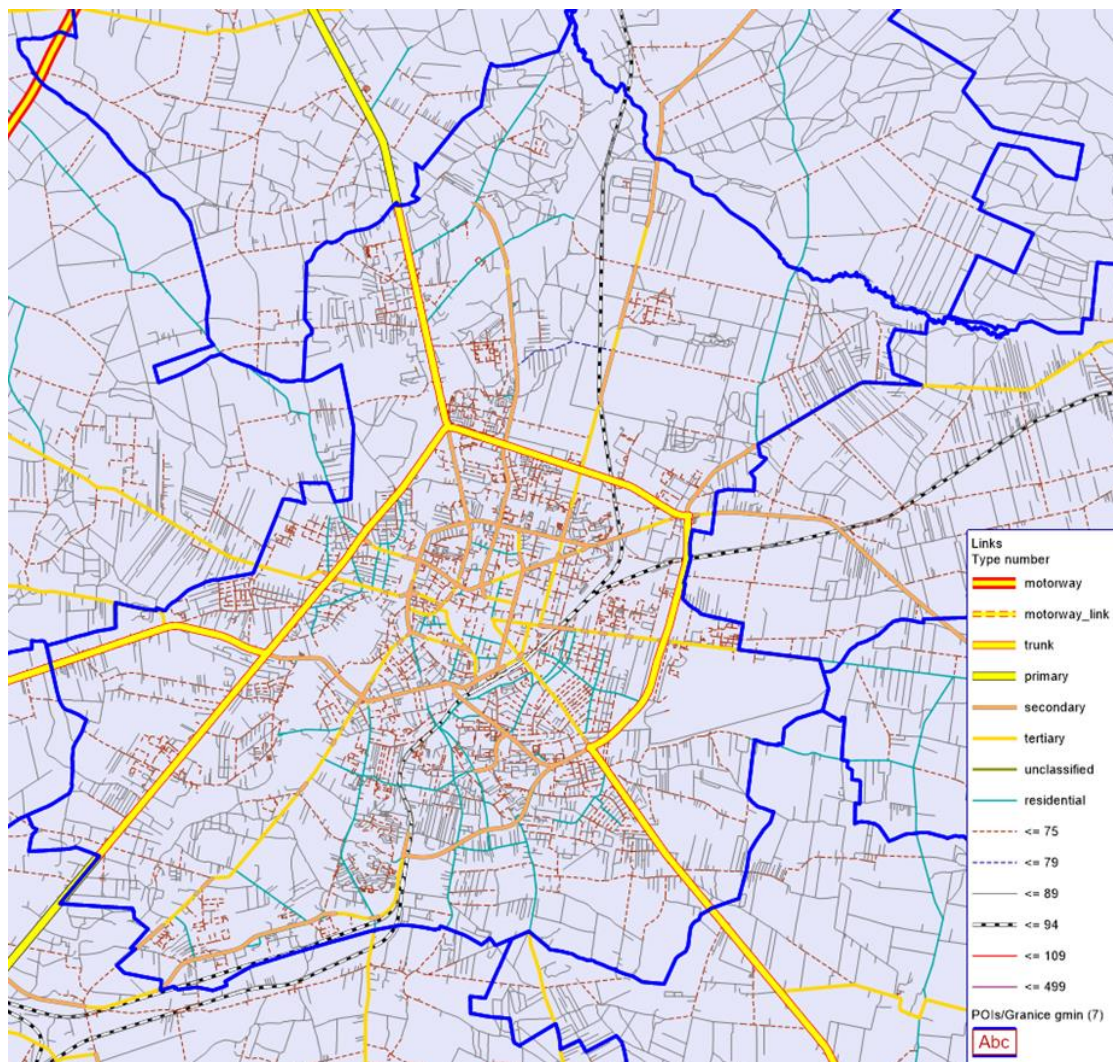 Links
Type number
motorway
motorway_link
trunk
primary
secondary
tertiary
unclassified
residential
<= 75
<= 79
<= 89
<= 94
<= 109
<= 499
POIs/Granice gmin (7)
Abc